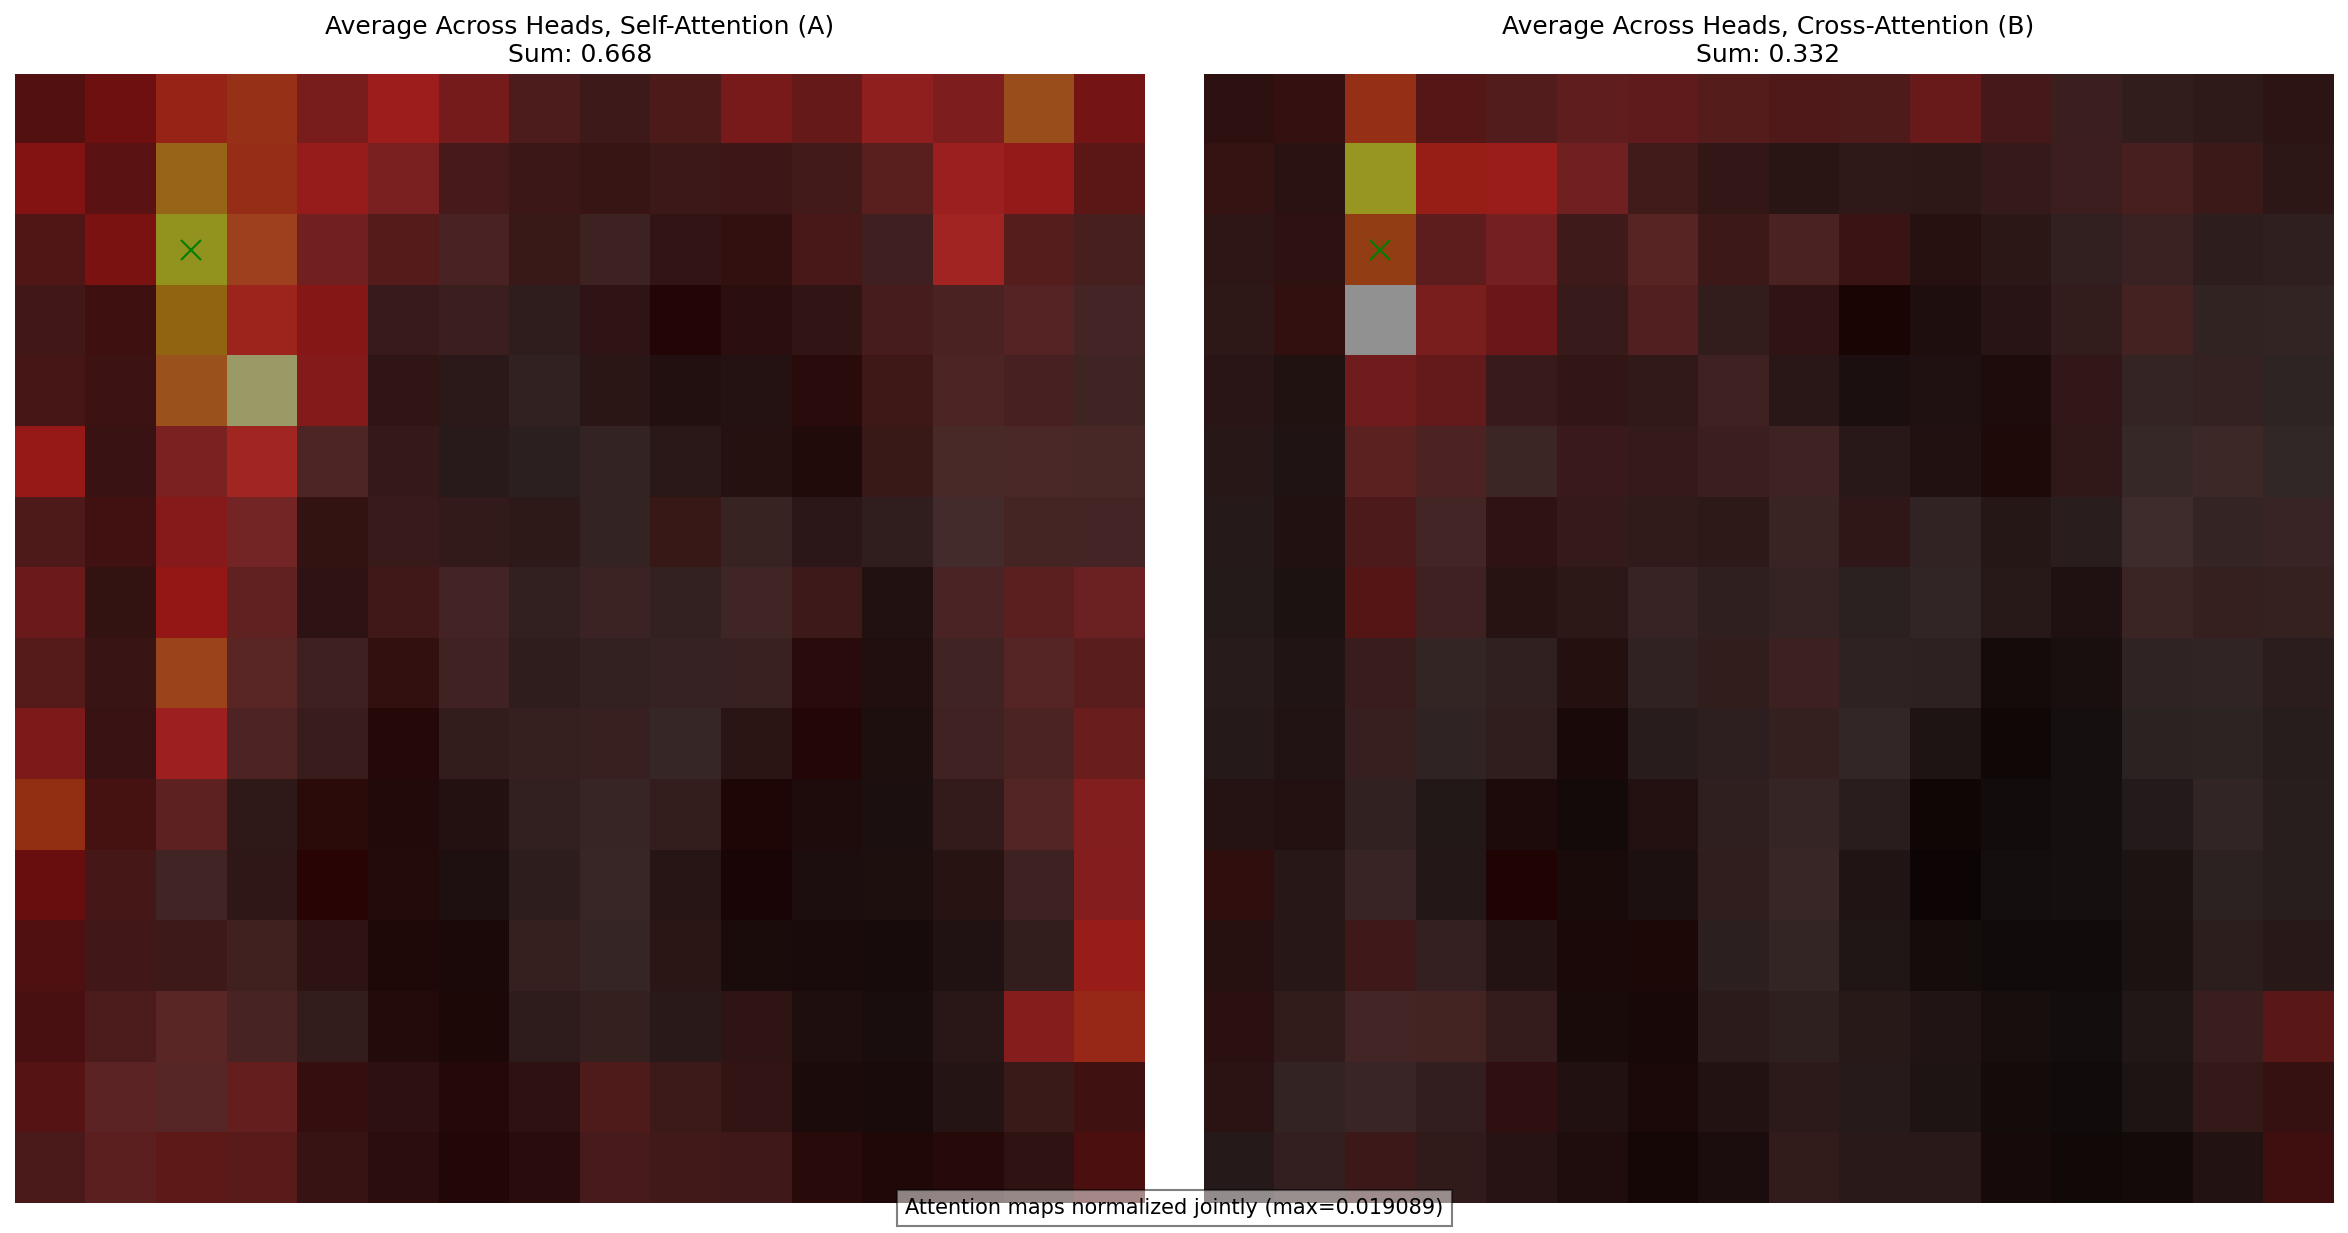 Average Across Heads, Self-Attention (A)
Sum: 0.668
Average Across Heads, Cross-Attention (B)
Sum: 0.332
Attention maps normalized jointly (max=0.019089)